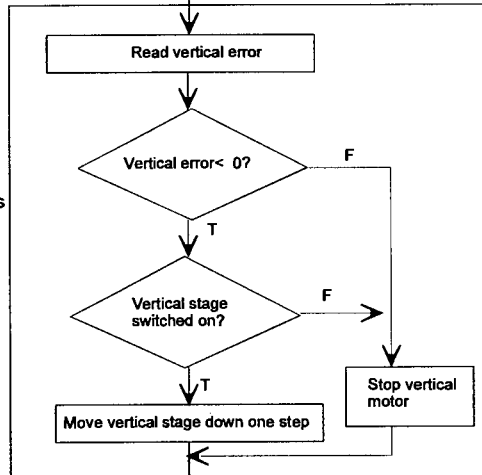 Read vertical error
Vertical error< 0?
F
s
T
Vertical stage
switched on?
F
T
Stop vertical
motor
Move vertical stage down one step